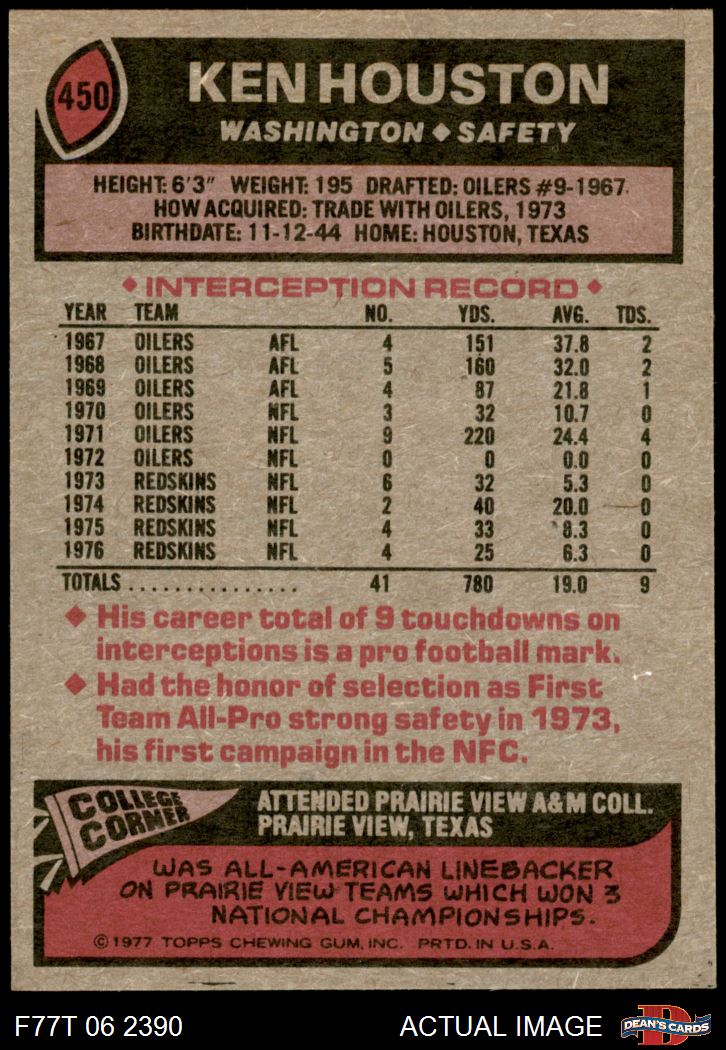 450
KEN HOUSTON
WASHINGTON ◆ SAFETY
HEIGHT: 6'3" WEIGHT: 195 DRAFTED: OILERS #9-1967.
HOW ACQUIRED: TRADE WITH OILERS, 1973
BIRTHDATE: 11-12-44 HOME: HOUSTON, TEXAS
◆ INTERCEPTION RECORD ◆
YEAR TEAM NO. YDS. AVG. TDS.
1967 OILERS AFL 4 151 37.8 2
1968 OILERS AFL 5 160 32.0 2
1969 OILERS AFL 4 87 21.8 1
1970 OILERS NFL 3 32 10.7 0
1971 OILERS NFL 9 220 24.4 4
1972 OILERS NFL 0 0 0.0 0
1973 REDSKINS NFL 6 32 5.3 0
1974 REDSKINS NFL 2 40 20.0 0
1975 REDSKINS NFL 4 33 8.3 0
1976 REDSKINS NFL 4 25 6.3 0
TOTALS ............... 41 780 19.0 9
◆ His career total of 9 touchdowns on
interceptions is a pro football mark.
◆ Had the honor of selection as First
Team All-Pro strong safety in 1973,
his first campaign in the NFC.
COLLEGE
CORNER
ATTENDED PRAIRIE VIEW A&M COLL.
PRAIRIE VIEW, TEXAS
WAS ALL-AMERICAN LINEBACKER
ON PRAIRIE VIEW TEAMS WHICH WON 3
NATIONAL CHAMPIONSHIPS.
© 1977 TOPPS CHEWING GUM, INC. PRTD. IN U.S.A.
F77T 06 2390 ACTUAL IMAGE
D
DEAN'S CARDS